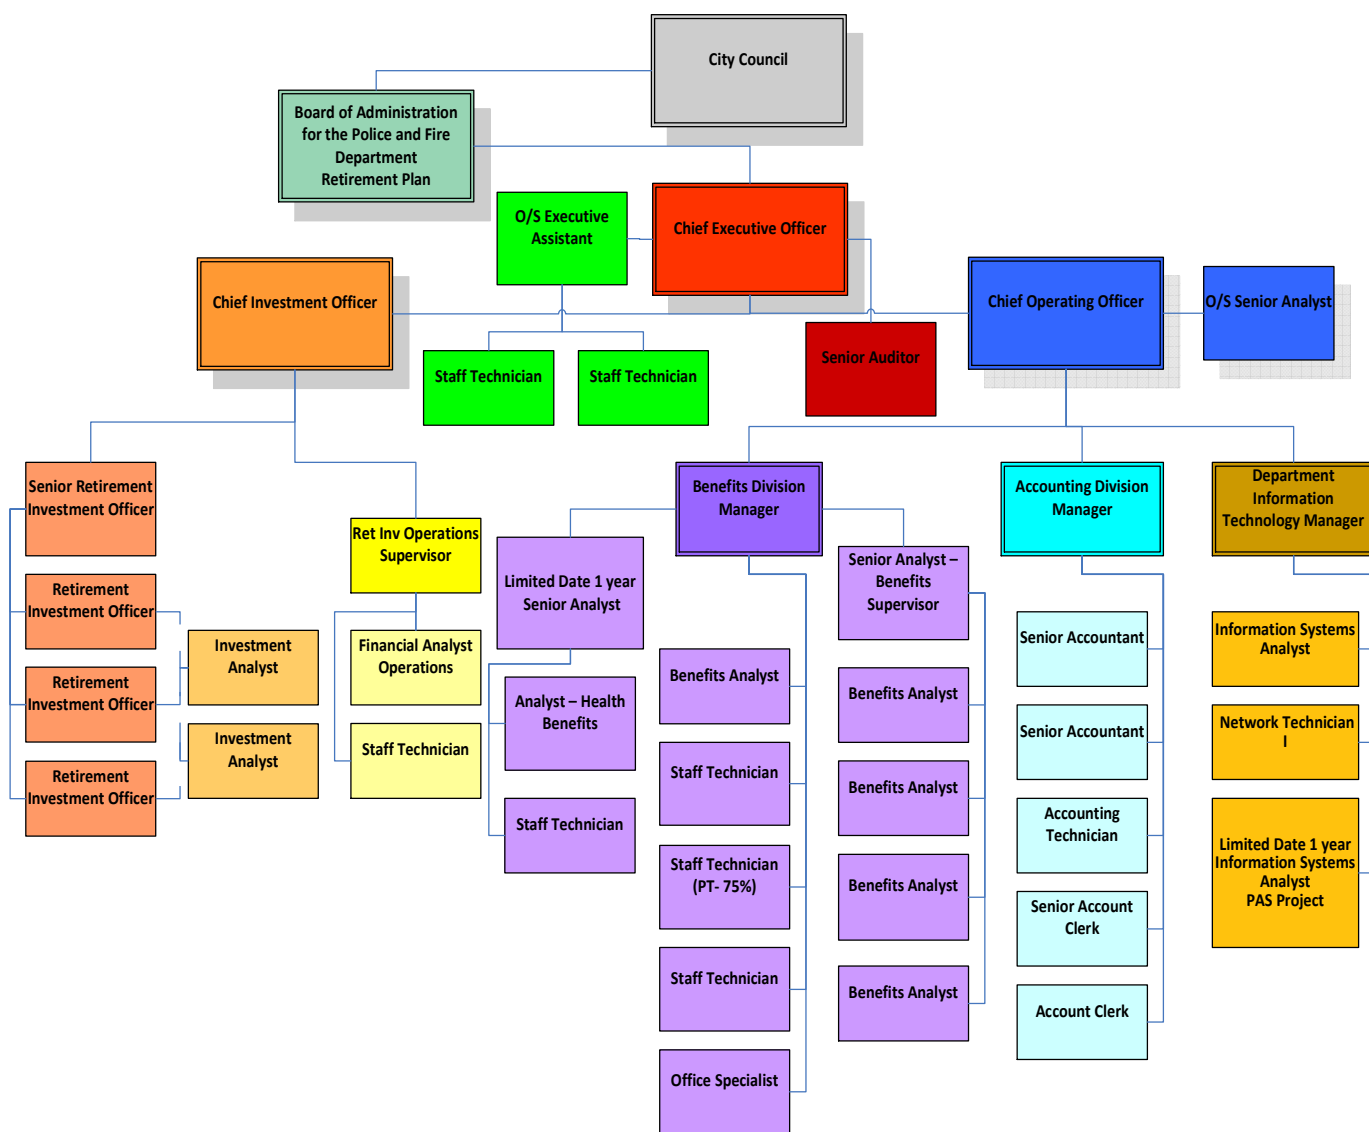 City Council
Board of Administration
for the Police and Fire
Department
Retirement Plan
O/S Executive
Assistant
Chief Executive Officer
Chief Investment Officer
Chief Operating Officer
O/S Senior Analyst
Staff Technician
Staff Technician
Senior Auditor
Senior Retirement
Investment Officer
Retirement
Investment Officer
Retirement
Investment Officer
Retirement
Investment Officer
Investment
Analyst
Investment
Analyst
Ret Inv Operations
Supervisor
Financial Analyst
Operations
Staff Technician
Benefits Division
Manager
Limited Date 1 year
Senior Analyst
Analyst – Health
Benefits
Staff Technician
Benefits Analyst
Staff Technician
Staff Technician
(PT- 75%)
Staff Technician
Office Specialist
Senior Analyst –
Benefits
Supervisor
Benefits Analyst
Benefits Analyst
Benefits Analyst
Benefits Analyst
Accounting Division
Manager
Senior Accountant
Senior Accountant
Accounting
Technician
Senior Account
Clerk
Account Clerk
Department
Information
Technology Manager
Information Systems
Analyst
Network Technician
I
Limited Date 1 year
Information Systems
Analyst
PAS Project